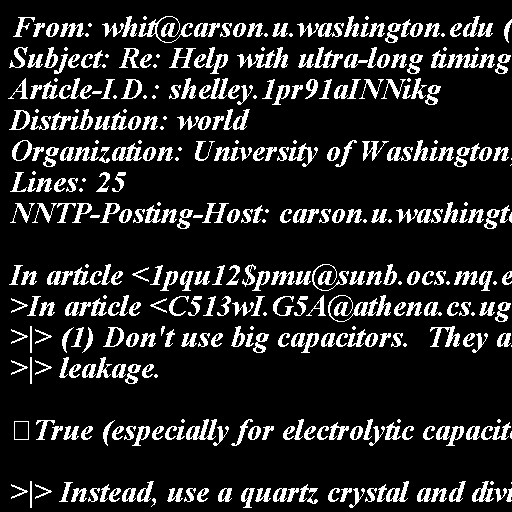 From: whit@carson.u.washington.edu (
Subject: Re: Help with ultra-long timing
Article-I.D.: shelley.1pr91aINNikg
Distribution: world
Organization: University of Washington,
Lines: 25
NNTP-Posting-Host: carson.u.washingt
In article <1pqu12$pmu@sunb.ocs.mq.e
>In article <C513wI.G5A@athena.cs.ug
>|> (1) Don't use big capacitors.  They a
>|> leakage.
True (especially for electrolytic capacit
>|> Instead, use a quartz crystal and divi